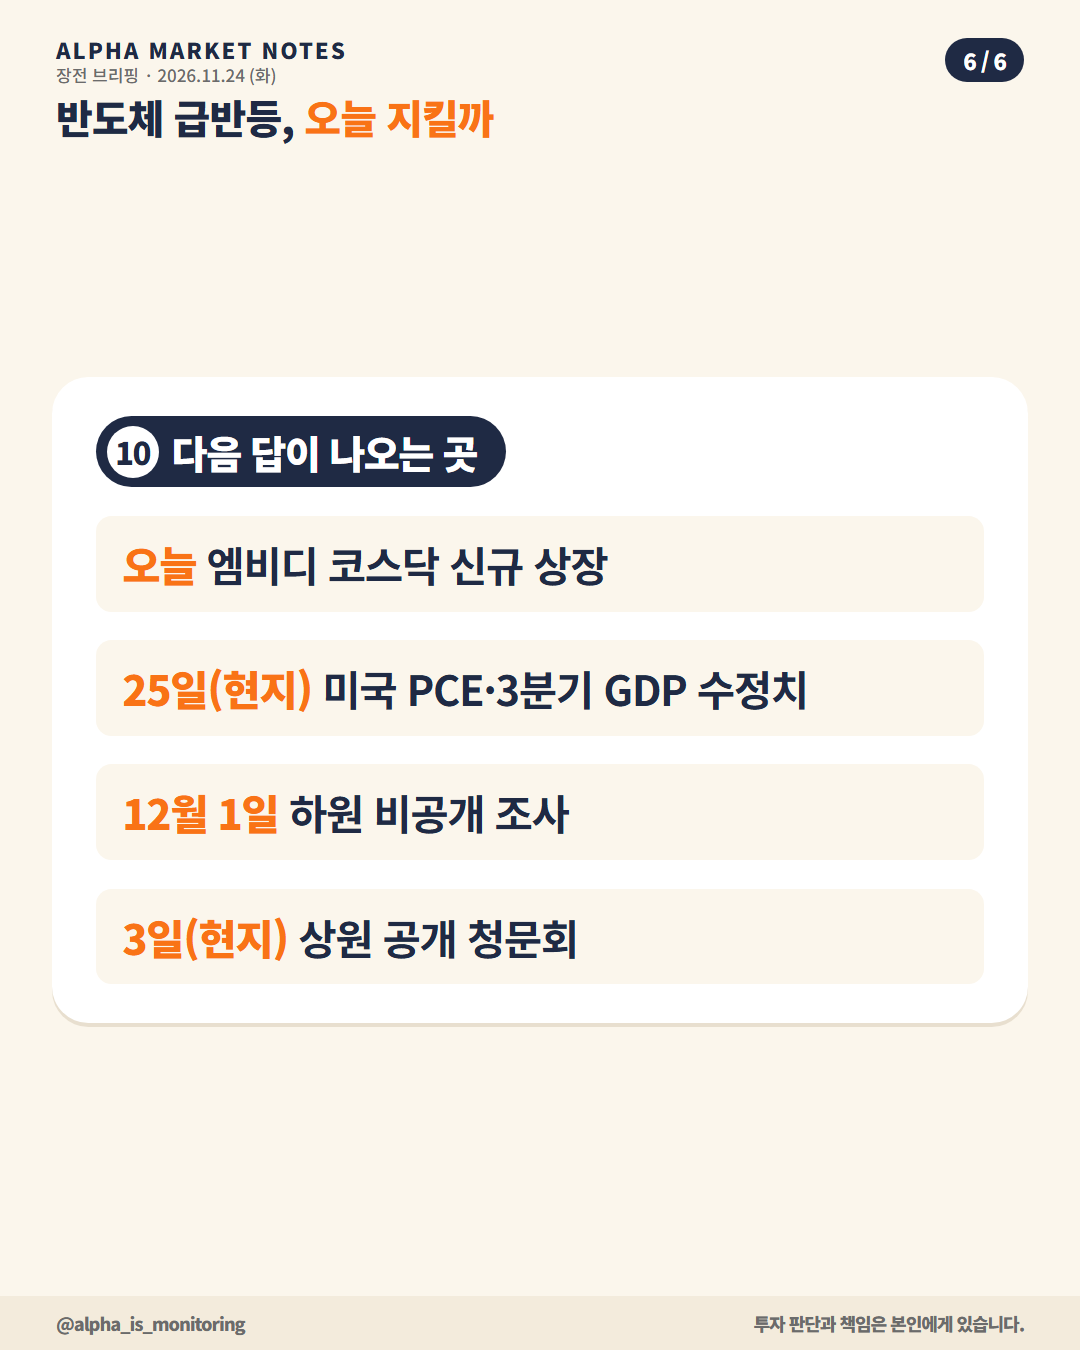 ALPHA MARKET NOTES
장전 브리핑 · 2026.11.24 (화)
반도체 급반등, 오늘 지킬까
6 / 6
10 다음 답이 나오는 곳
오늘 엠비디 코스닥 신규 상장
25일(현지) 미국 PCE·3분기 GDP 수정치
12월 1일 하원 비공개 조사
3일(현지) 상원 공개 청문회
@alpha_is_monitoring
투자 판단과 책임은 본인에게 있습니다.